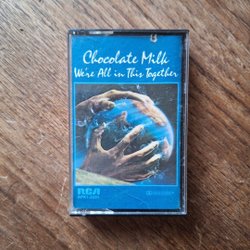 Chocolate Milk
We're All in This Together
RCA